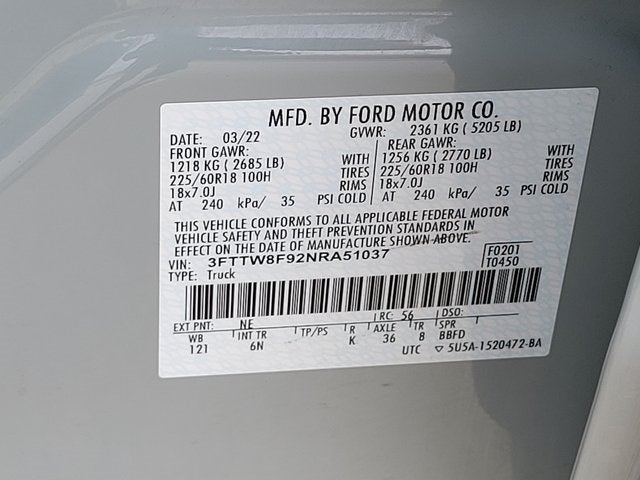 MFD. BY FORD MOTOR CO.
DATE: 03/22 GVWR: 2361 KG ( 5205 LB)
FRONT GAWR: REAR GAWR:
1218 KG ( 2685 LB) WITH 1256 KG ( 2770 LB) WITH
225/60R18 100H TIRES 225/60R18 100H TIRES
18x7.0J RIMS 18x7.0J RIMS
AT 240 kPa/ 35 PSI COLD AT 240 kPa/ 35 PSI COLD
THIS VEHICLE CONFORMS TO ALL APPLICABLE FEDERAL MOTOR
VEHICLE SAFETY AND THEFT PREVENTION STANDARDS IN
EFFECT ON THE DATE OF MANUFACTURE SHOWN ABOVE.
VIN: 3FTTW8F92NRA51037 F0201
TYPE: Truck T0450
EXT PNT: NE RC: 56 DSO:
WB INT TR TP/PS R AXLE TR SPR
121 6N K 36 B BBFD
UTC ▽ 5U5A-1520472-BA